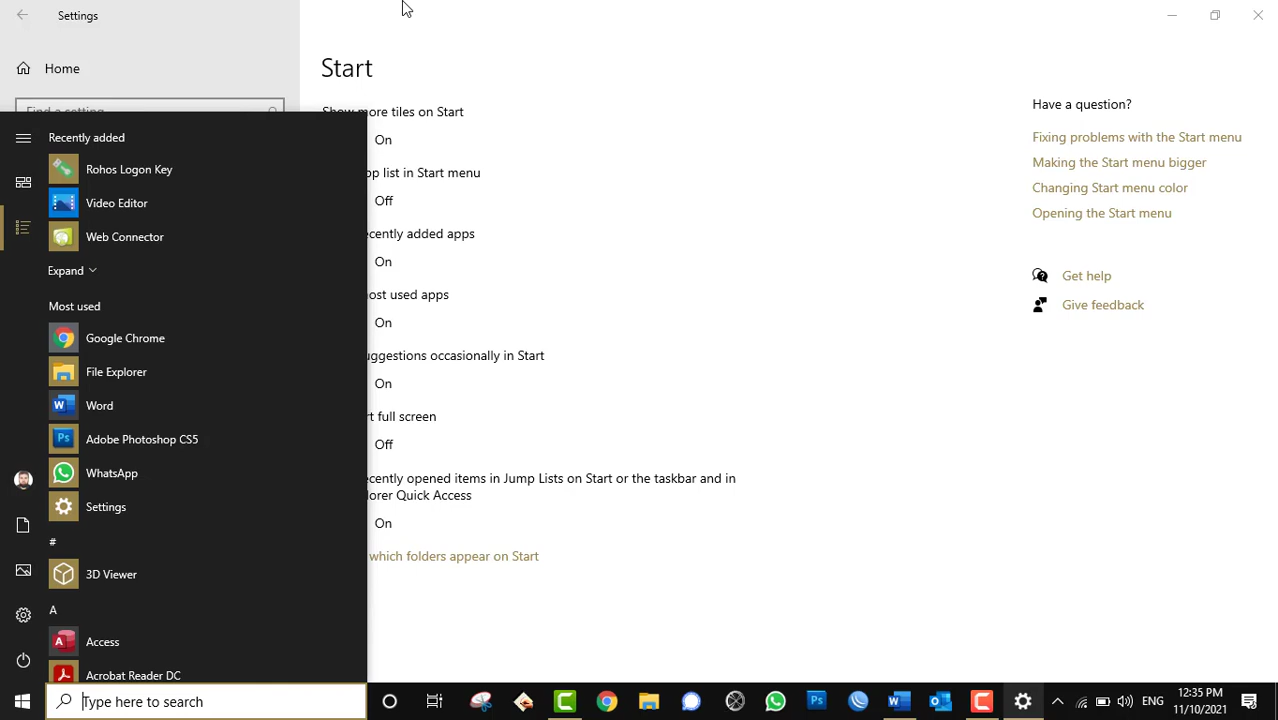 Settings
Home
Find a setting
Start
Show more tiles on Start
On
pp list in Start menu
Off
ecently added apps
On
ost used apps
On
uggestions occasionally in Start
On
rt full screen
Off
ecently opened items in Jump Lists on Start or the taskbar and in
lorer Quick Access
On
which folders appear on Start
Have a question?
Fixing problems with the Start menu
Making the Start menu bigger
Changing Start menu color
Opening the Start menu
Get help
Give feedback
Recently added
Rohos Logon Key
Video Editor
Web Connector
Expand
Most used
Google Chrome
File Explorer
Word
Adobe Photoshop CS5
WhatsApp
Settings
#
3D Viewer
A
Access
Acrobat Reader DC
Type here to search
ENG
12:35 PM
11/10/2021